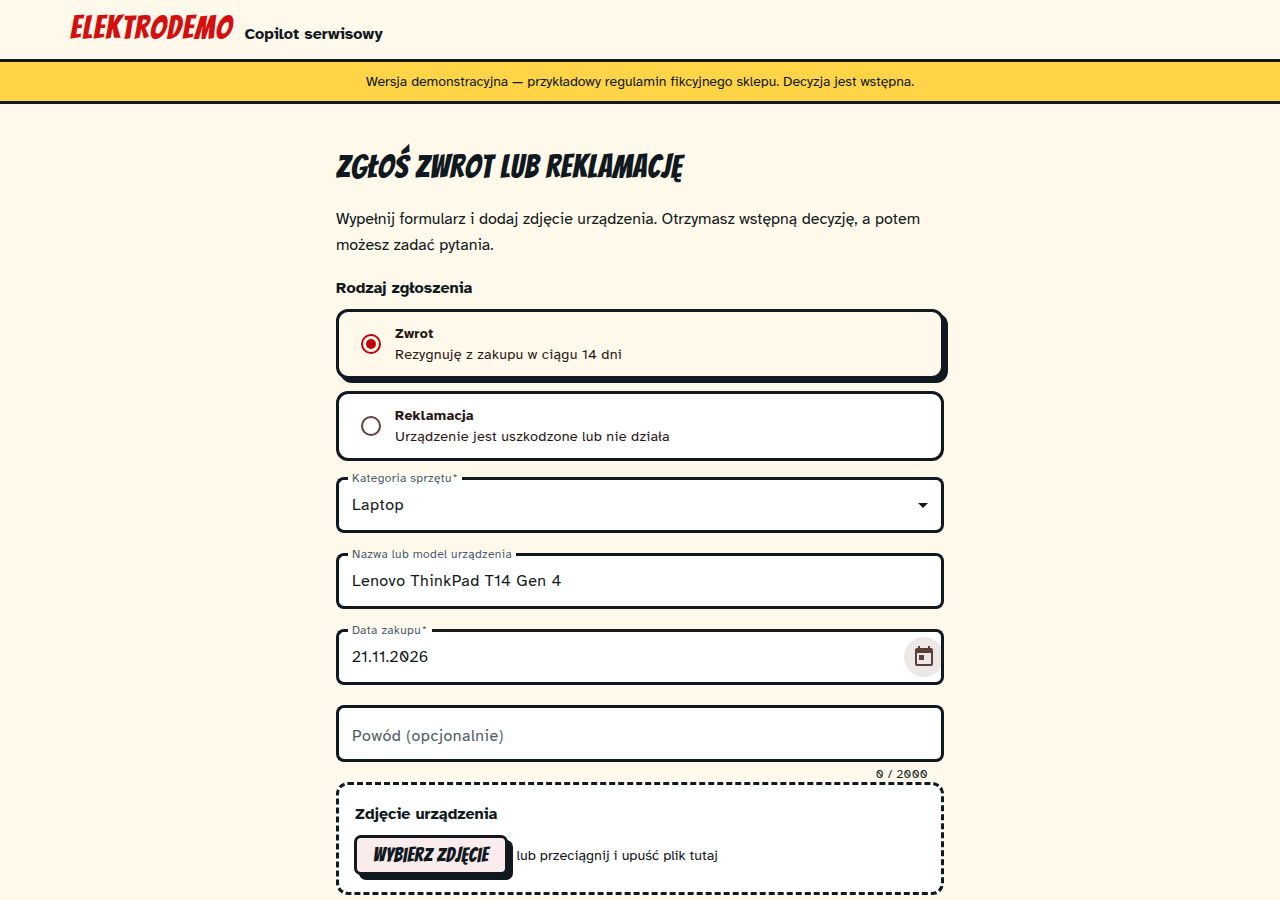 ELEKTRODEMO Copilot serwisowy
Wersja demonstracyjna — przykładowy regulamin fikcyjnego sklepu. Decyzja jest wstępna.
ZGŁOŚ ZWROT LUB REKLAMACJĘ
Wypełnij formularz i dodaj zdjęcie urządzenia. Otrzymasz wstępną decyzję, a potem
możesz zadać pytania.
Rodzaj zgłoszenia
Zwrot
Rezygnuję z zakupu w ciągu 14 dni
Reklamacja
Urządzenie jest uszkodzone lub nie działa
Kategoria sprzętu*
Laptop
Nazwa lub model urządzenia
Lenovo ThinkPad T14 Gen 4
Data zakupu*
21.11.2026
Powód (opcjonalnie)
0 / 2000
Zdjęcie urządzenia
WYBIERZ ZDJĘCIE lub przeciągnij i upuść plik tutaj